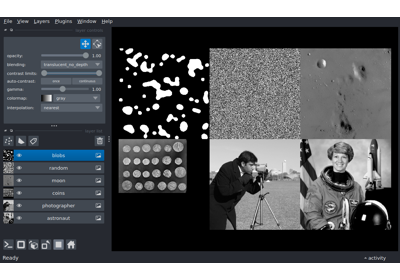 File View Layers Plugins Window Help
opacity: 1.00
blending: translucent_no_depth
contrast limits:
auto-contrast: once continuous
gamma: 1.00
colormap: gray
interpolation: nearest
blobs
random
moon
coins
photographer
astronaut
Ready
activity